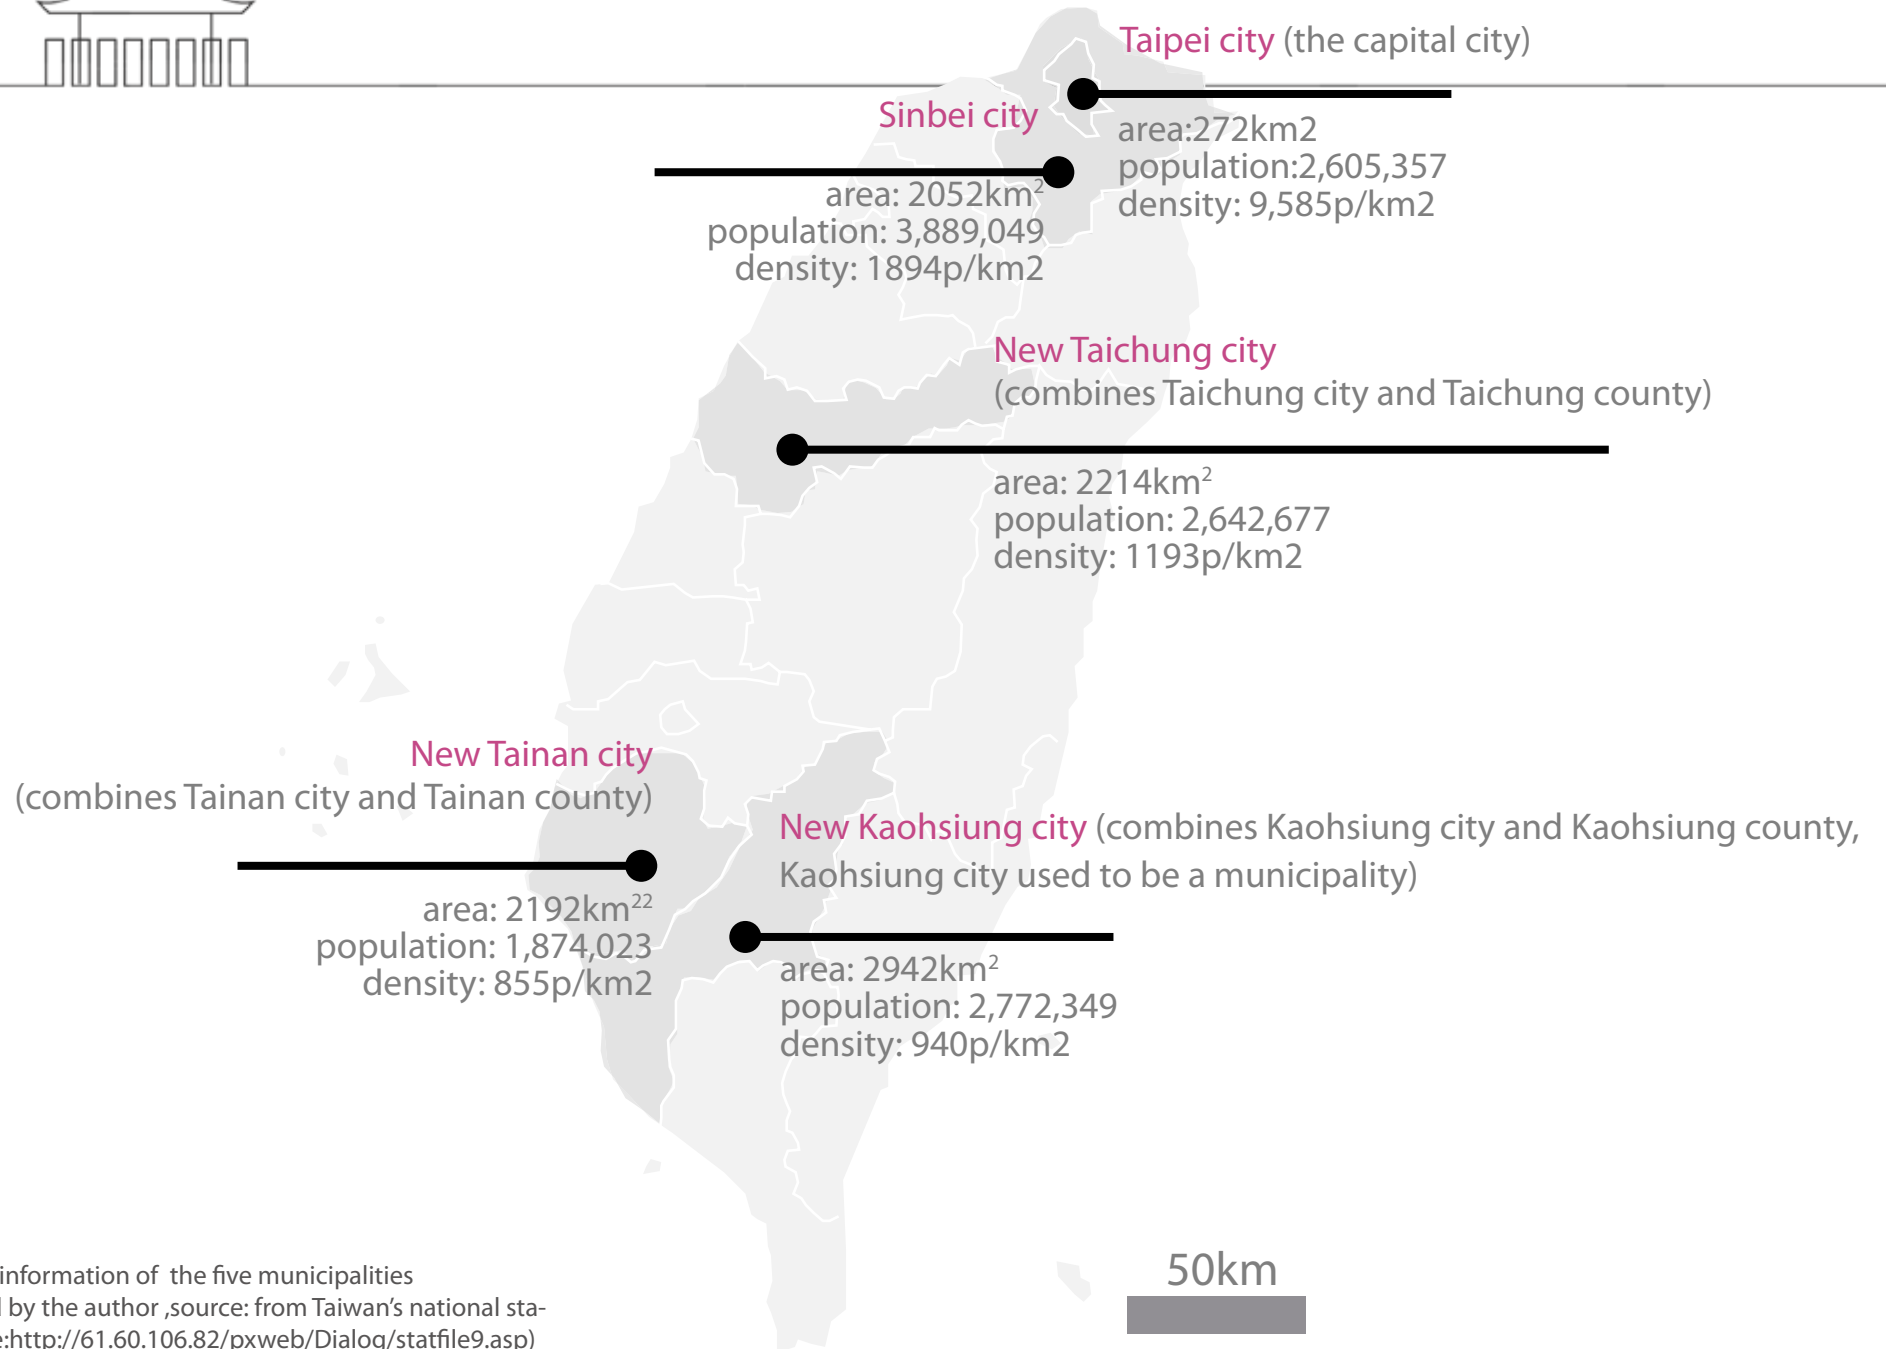 Taipei city (the capital city)
area:272km2
population:2,605,357
density: 9,585p/km2
Sinbei city
area: 2052km²
population: 3,889,049
density: 1894p/km2
New Taichung city
(combines Taichung city and Taichung county)
area: 2214km²
population: 2,642,677
density: 1193p/km2
New Tainan city
(combines Tainan city and Tainan county)
area: 2192km²²
population: 1,874,023
density: 855p/km2
New Kaohsiung city (combines Kaohsiung city and Kaohsiung county,
Kaohsiung city used to be a municipality)
area: 2942km²
population: 2,772,349
density: 940p/km2
50km
information of the five municipalities
by the author ,source: from Taiwan's national sta-
:http://61.60.106.82/pxweb/Dialog/statfile9.asp)